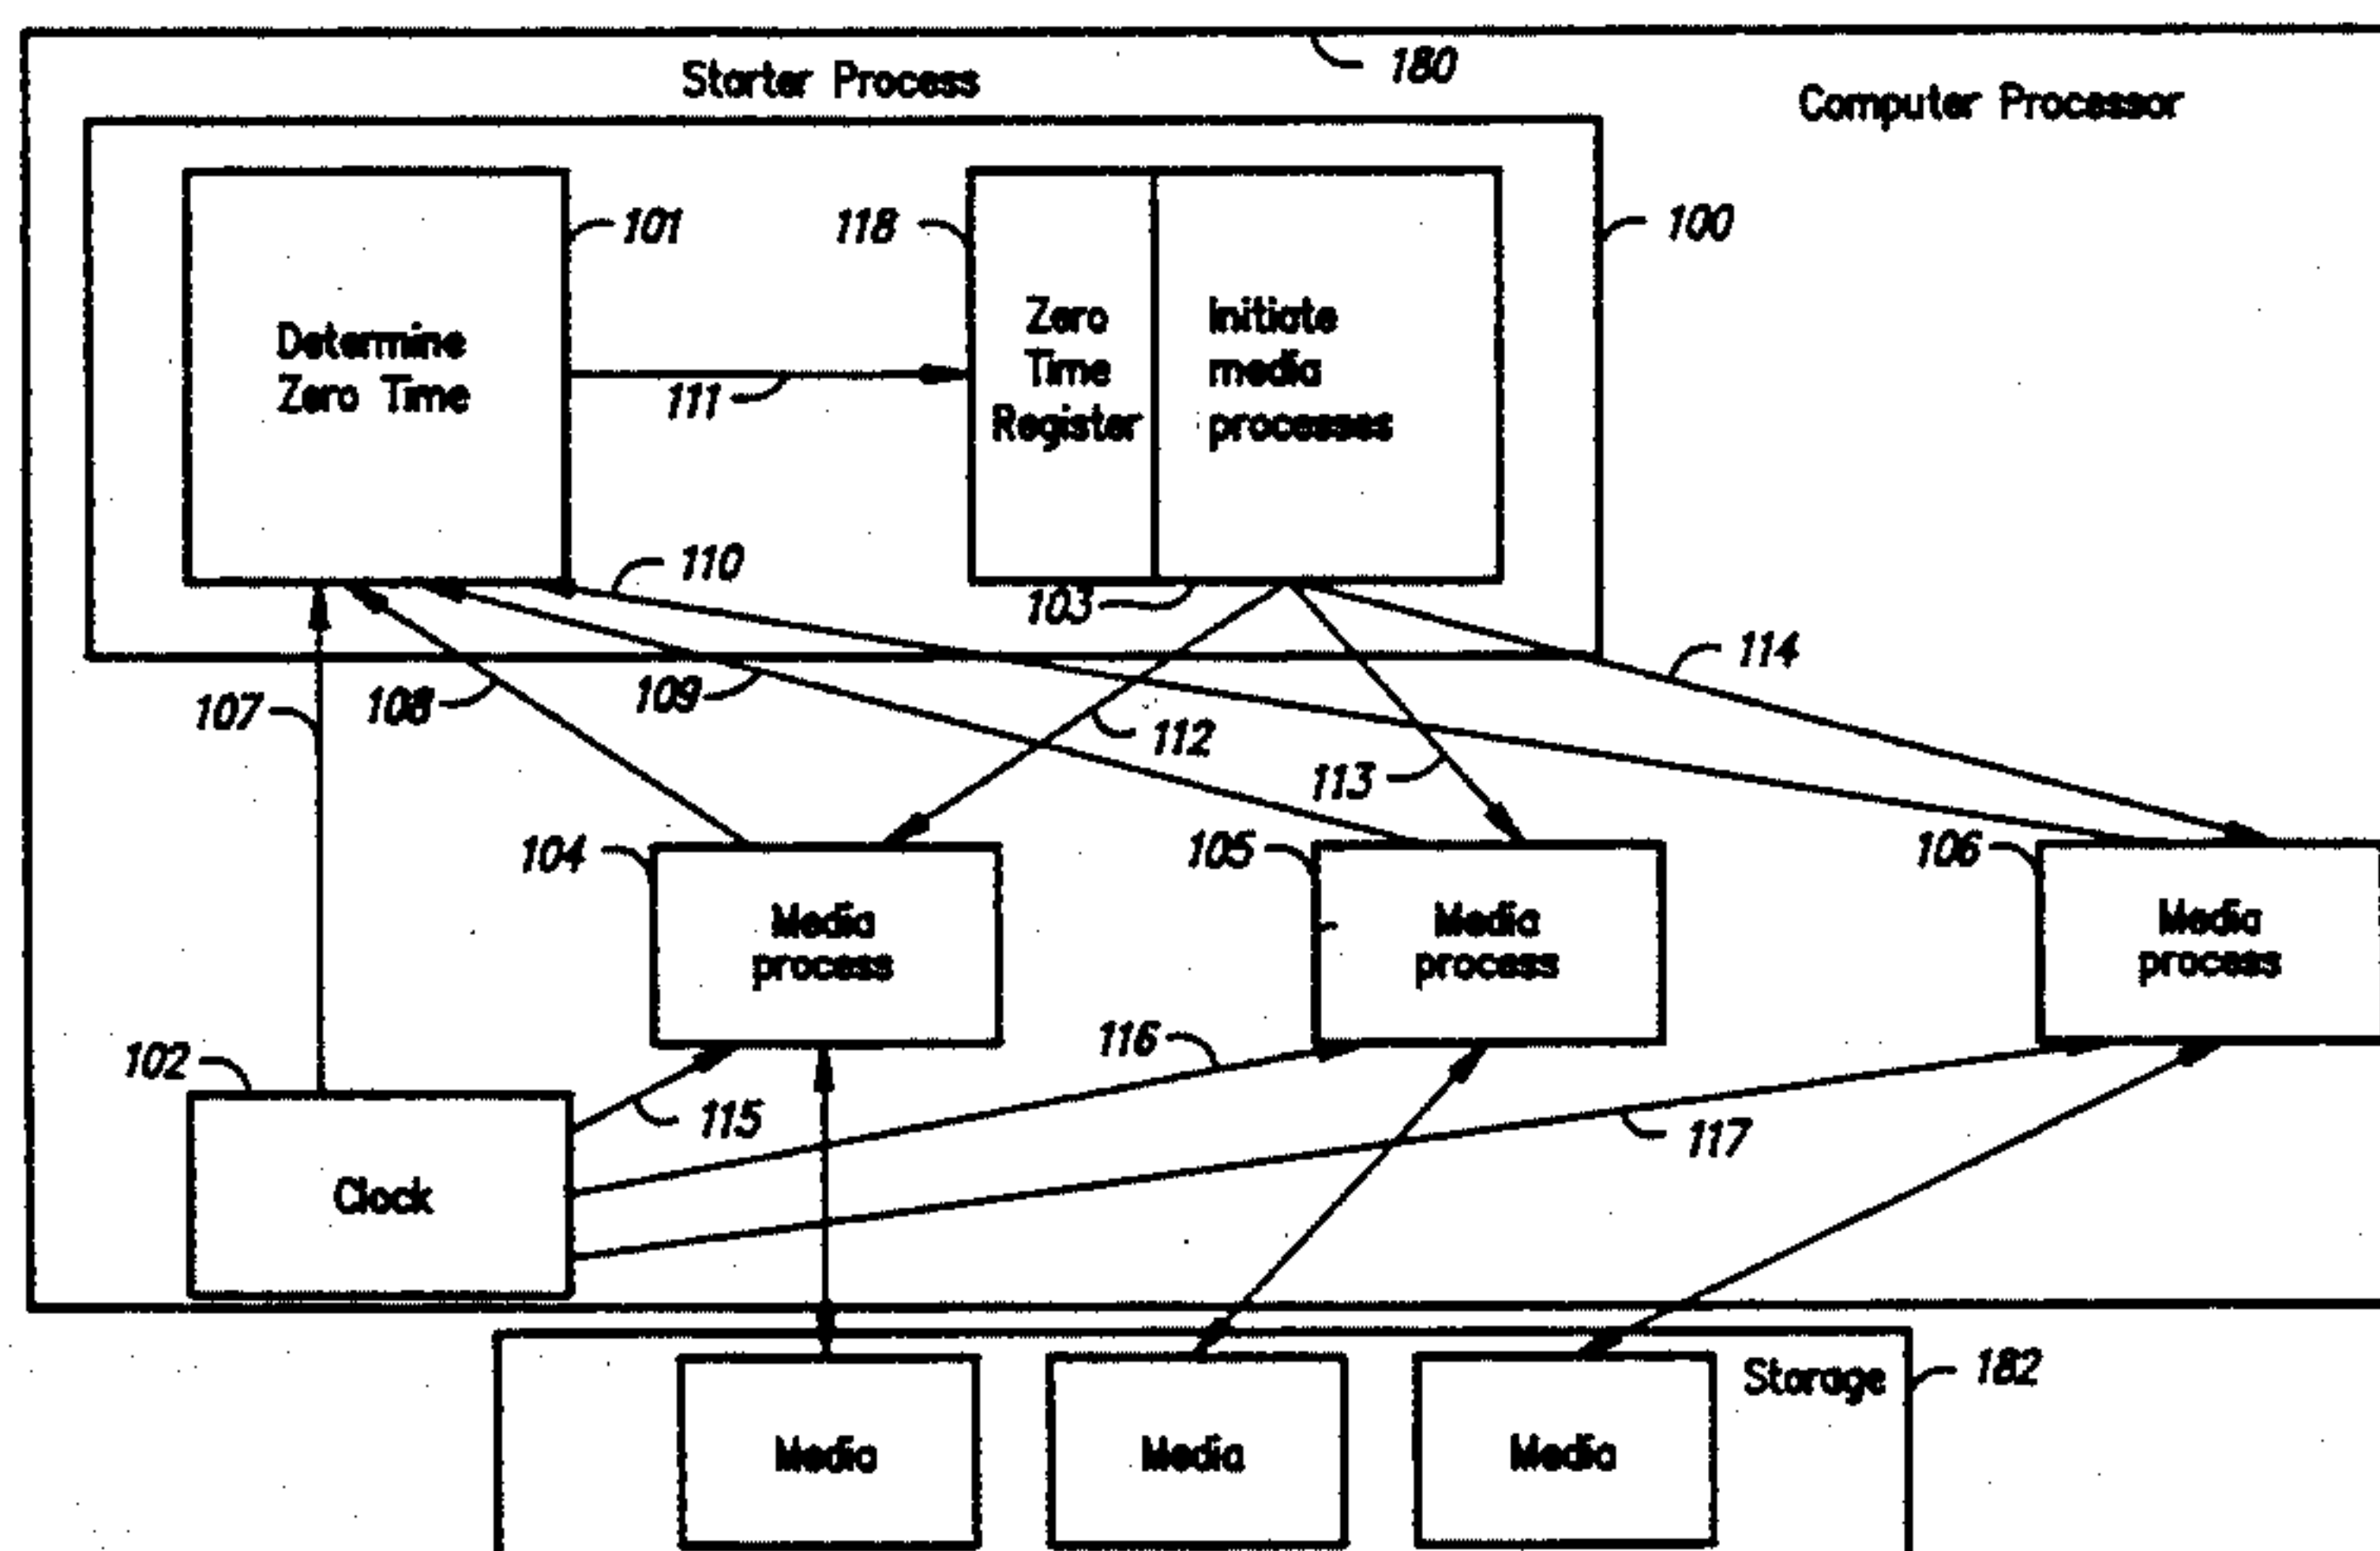 180
Starter Process
Computer Processor
101
118
100
Determine
Zero Time
Zero
Time
Register
Initiate
media
processes
111
110
103
114
107
108
109
112
113
104
105
106
Media
process
Media
process
Media
process
102
116
115
117
Clock
Storage
182
Media
Media
Media